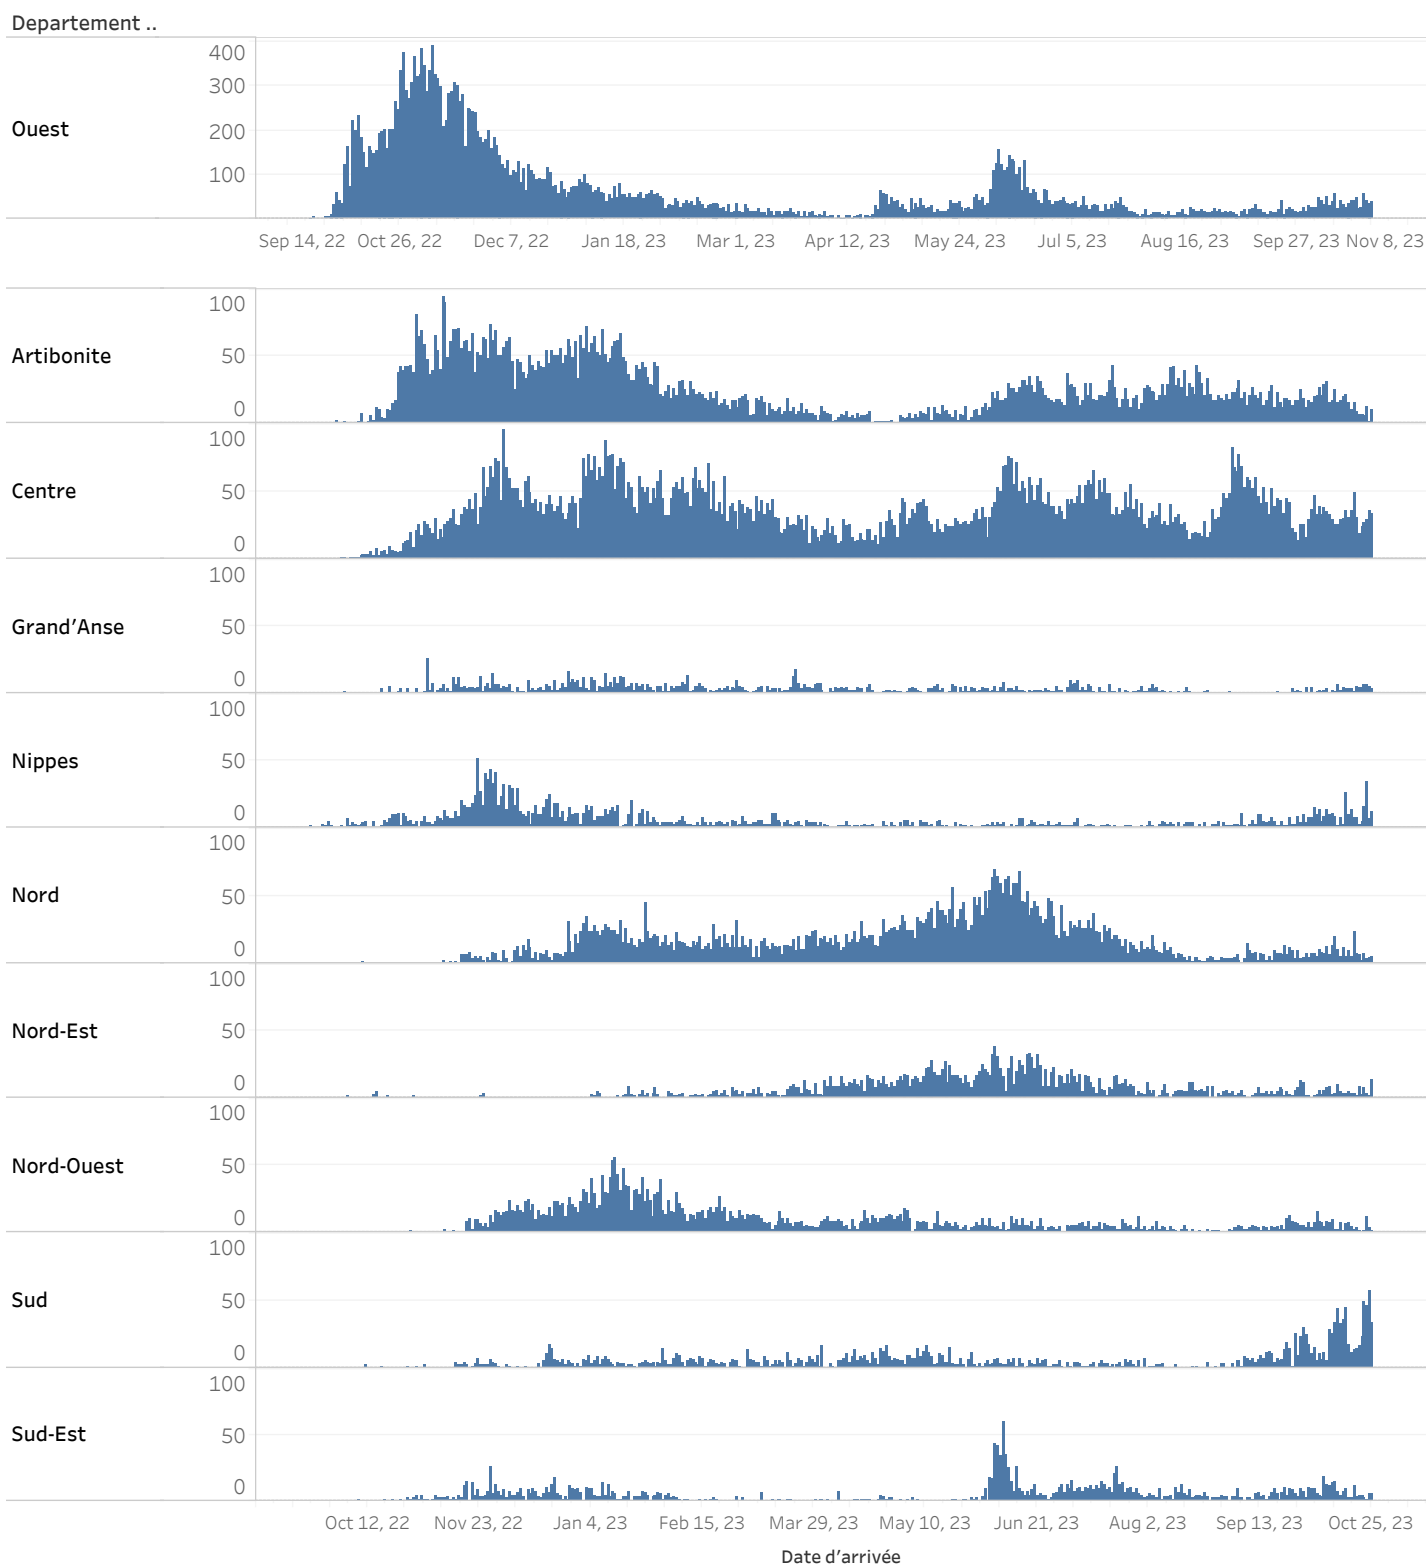 Departement ..
400
300
Ouest
200
100
Sep 14, 22 Oct 26, 22 Dec 7, 22 Jan 18, 23 Mar 1, 23 Apr 12, 23 May 24, 23 Jul 5, 23 Aug 16, 23 Sep 27, 23 Nov 8, 23
100
Artibonite 50
0
100
Centre 50
0
100
Grand'Anse 50
0
100
Nippes 50
0
100
Nord 50
0
100
Nord-Est 50
0
100
Nord-Ouest 50
0
100
Sud 50
0
100
Sud-Est 50
0
Oct 12, 22 Nov 23, 22 Jan 4, 23 Feb 15, 23 Mar 29, 23 May 10, 23 Jun 21, 23 Aug 2, 23 Sep 13, 23 Oct 25, 23
Date d'arrivée